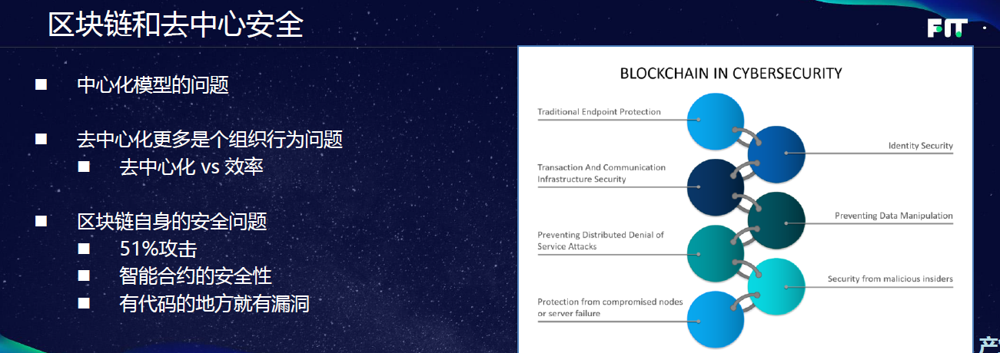 区块链和去中心安全
FIT
中心化模型的问题
去中心化更多是个组织行为问题
去中心化 vs 效率
区块链自身的安全问题
51%攻击
智能合约的安全性
有代码的地方就有漏洞
BLOCKCHAIN IN CYBERSECURITY
Traditional Endpoint Protection
Identity Security
Transaction And Communication
Infrastructure Security
Preventing Data Manipulation
Preventing Distributed Denial of
Service Attacks
Security from malicious insiders
Protection from compromised nodes
or server failure
产